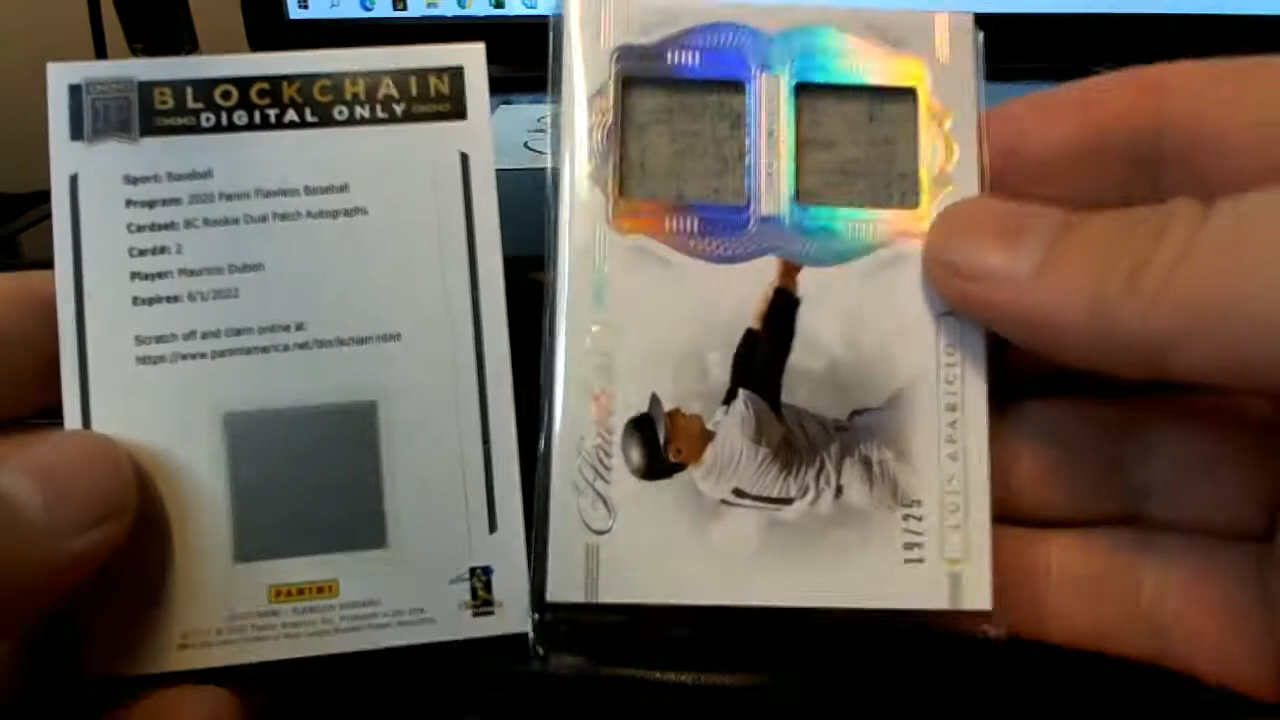 BLOCKCHAIN
DIGITAL ONLY
Sport: Baseball
Program: 2020 Panini Flawless Baseball
Cardset: BC Rookie Dual Patch Autographs
Card#: 2
Player: Mauricio Dubon
Expires: 6/1/2022
Scratch off and claim online at:
PANINI
Flawless
LUIS APARICIO
19/25